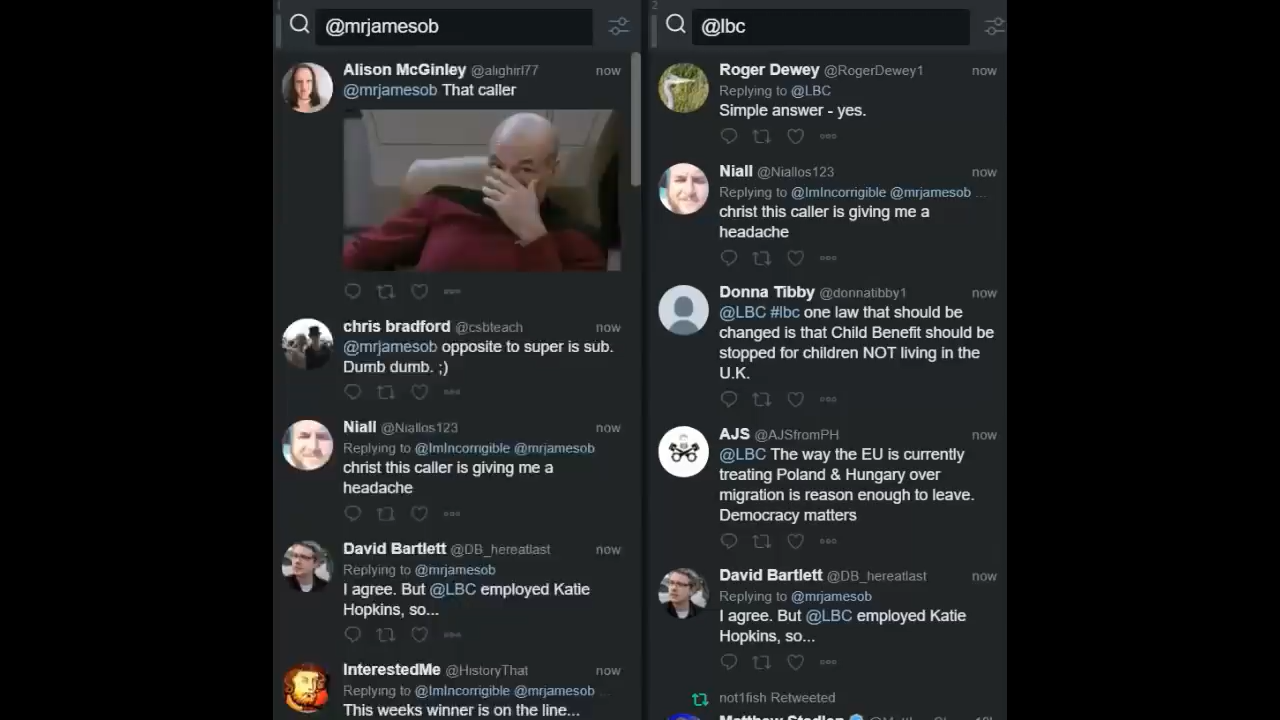 1
@mrjamesob
Alison McGinley @alighirl77 now
@mrjamesob That caller
chris bradford @csbteach now
@mrjamesob opposite to super is sub.
Dumb dumb. ;)
Niall @Niallos123 now
Replying to @ImIncorrigible @mrjamesob
christ this caller is giving me a
headache
David Bartlett @DB_hereatlast now
Replying to @mrjamesob
I agree. But @LBC employed Katie
Hopkins, so...
InterestedMe @HistoryThat now
Replying to @ImIncorrigible @mrjamesob ...
This weeks winner is on the line...
2
@lbc
Roger Dewey @RogerDewey1 now
Replying to @LBC
Simple answer - yes.
Niall @Niallos123 now
Replying to @ImIncorrigible @mrjamesob ...
christ this caller is giving me a
headache
Donna Tibby @donnatibby1 now
@LBC #lbc one law that should be
changed is that Child Benefit should be
stopped for children NOT living in the
U.K.
AJS @AJSfromPH now
@LBC The way the EU is currently
treating Poland & Hungary over
migration is reason enough to leave.
Democracy matters
David Bartlett @DB_hereatlast now
Replying to @mrjamesob
I agree. But @LBC employed Katie
Hopkins, so...
not1fish Retweeted